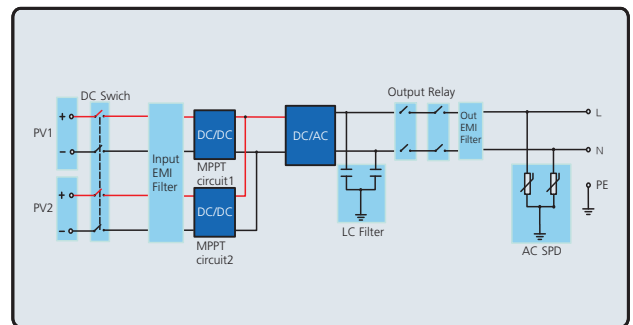 DC Swich
Output Relay
PV1
+
−
PV2
+
−
Input
EMI
Filter
DC/DC
MPPT
circuit1
DC/DC
MPPT
circuit2
DC/AC
LC Filter
Out
EMI
Filter
L
N
PE
AC SPD